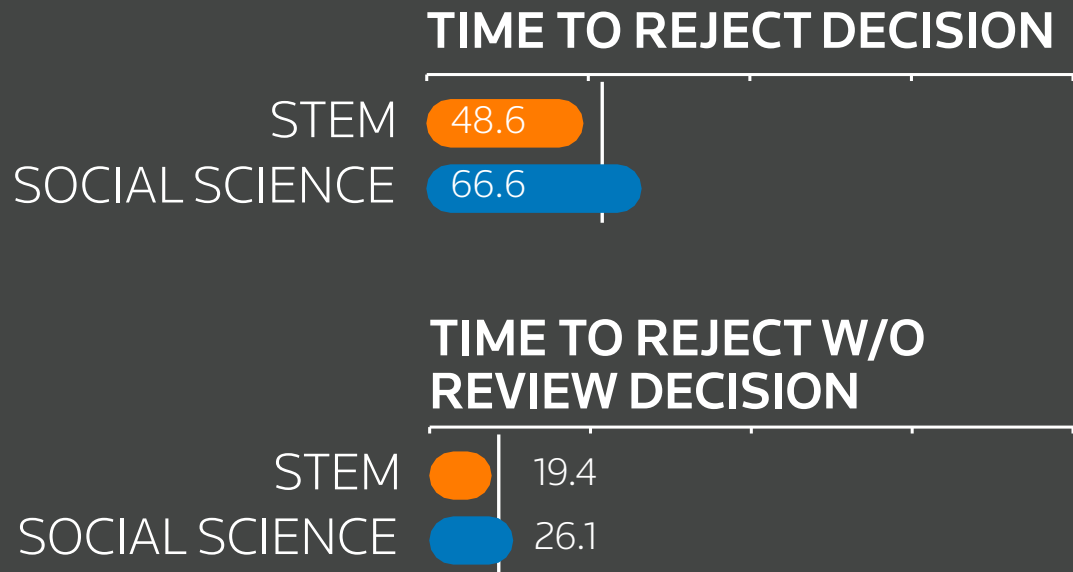 TIME TO REJECT DECISION
STEM 48.6
SOCIAL SCIENCE 66.6
TIME TO REJECT W/O
REVIEW DECISION
STEM 19.4
SOCIAL SCIENCE 26.1